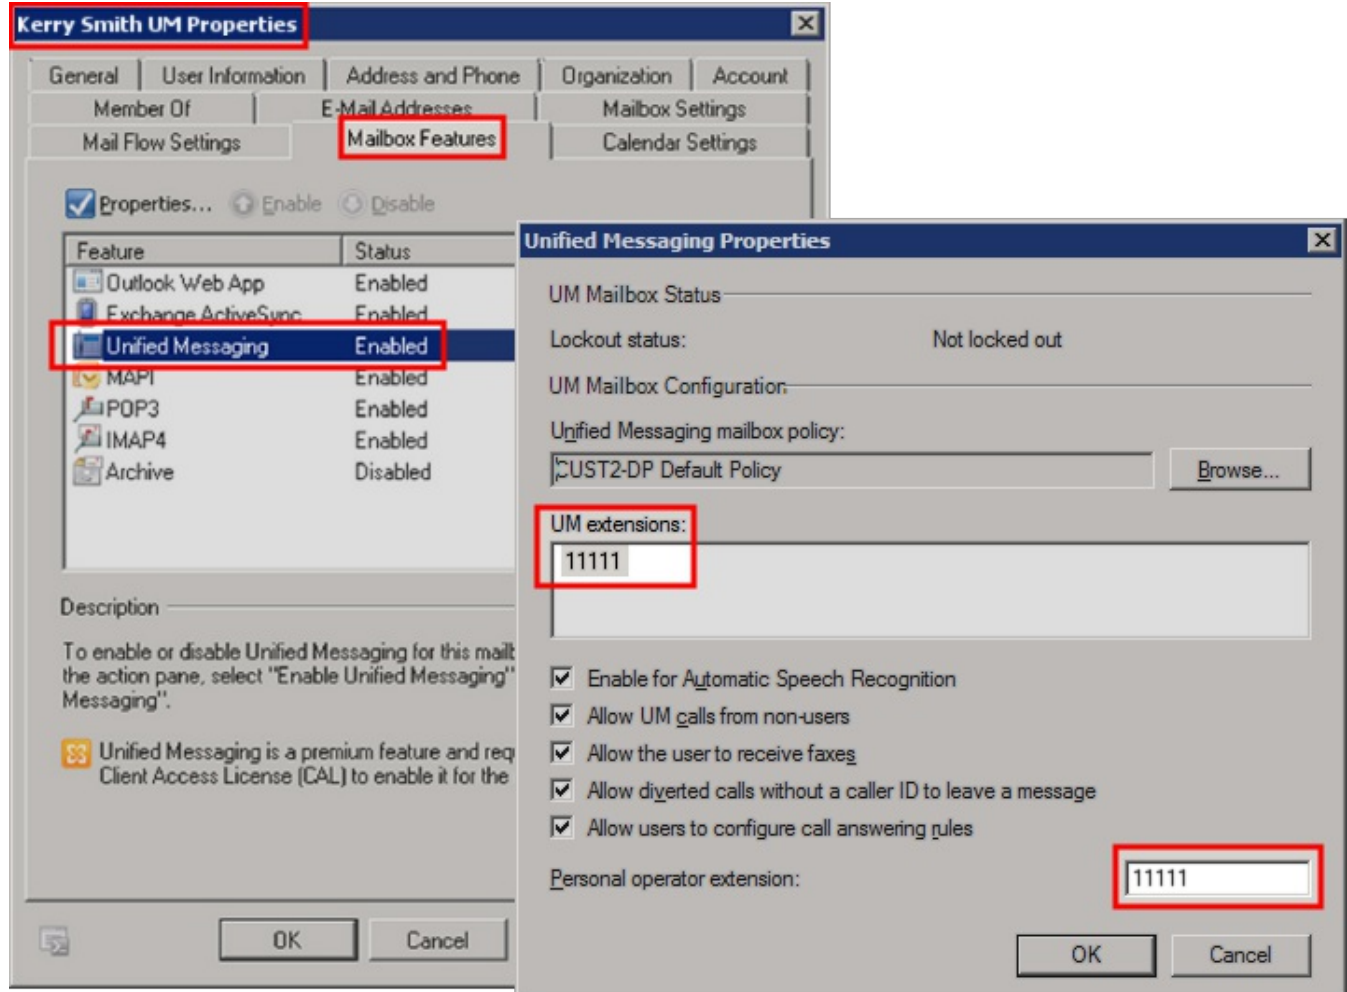 Kerry Smith UM Properties
General User Information Address and Phone Organization Account
Member Of E-Mail Addresses Mailbox Settings
Mail Flow Settings Mailbox Features Calendar Settings
Properties... Enable Disable
Feature Status
Outlook Web App Enabled
Exchange ActiveSync Enabled
Unified Messaging Enabled
MAPI Enabled
POP3 Enabled
IMAP4 Enabled
Archive Disabled
Description
To enable or disable Unified Messaging for this mailb
the action pane, select "Enable Unified Messaging"
Messaging".
Unified Messaging is a premium feature and req
Client Access License (CAL) to enable it for the
OK Cancel
Unified Messaging Properties
UM Mailbox Status
Lockout status: Not locked out
UM Mailbox Configuration
Unified Messaging mailbox policy:
CUST2-DP Default Policy Browse...
UM extensions:
11111
Enable for Automatic Speech Recognition
Allow UM calls from non-users
Allow the user to receive faxes
Allow diverted calls without a caller ID to leave a message
Allow users to configure call answering rules
Personal operator extension: 11111
OK Cancel